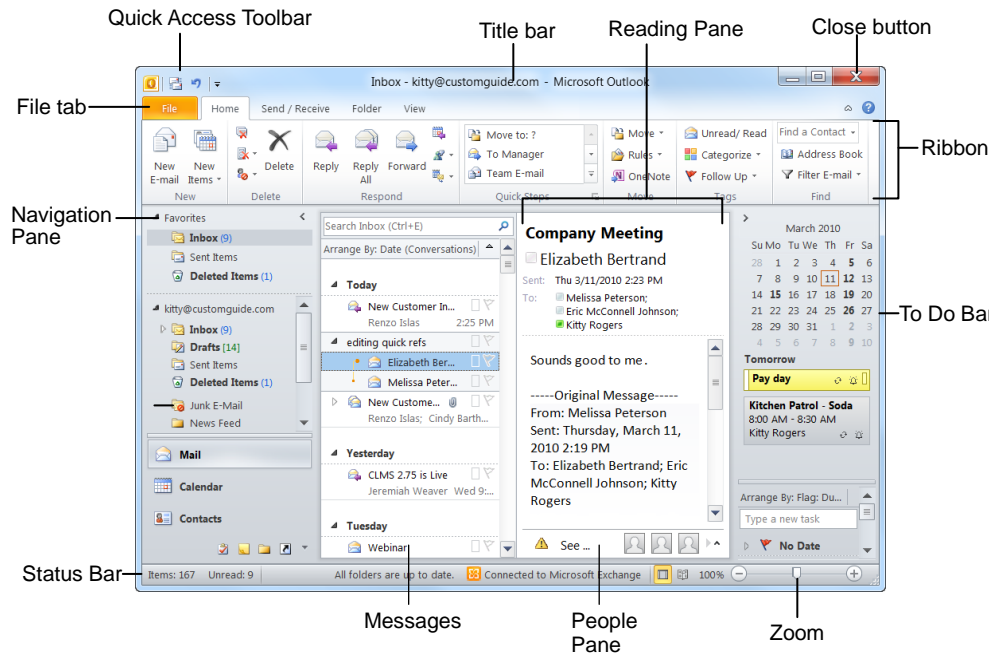 Quick Access Toolbar
Title bar
Reading Pane
Close button
Inbox - kitty@customguide.com - Microsoft Outlook
File tab
File Home Send / Receive Folder View
New E-mail
New Items
Delete
Reply
Reply All
Forward
Move to: ?
To Manager
Team E-mail
Move
Rules
OneNote
Unread/ Read
Categorize
Follow Up
Find a Contact
Address Book
Filter E-mail
New Delete Respond Quick Steps Move Tags Find
Ribbon
Navigation
Pane
Favorites
Inbox (9)
Sent Items
Deleted Items (1)
kitty@customguide.com
Inbox (9)
Drafts [14]
Sent Items
Deleted Items (1)
Junk E-Mail
News Feed
Mail
Calendar
Contacts
Search Inbox (Ctrl+E)
Arrange By: Date (Conversations)
Today
New Customer In...
Renzo Islas 2:25 PM
editing quick refs
Elizabeth Ber...
Melissa Peter...
New Custome...
Renzo Islas; Cindy Barth...
Yesterday
CLMS 2.75 is Live
Jeremiah Weaver Wed 9:...
Tuesday
Webinar
Company Meeting
Elizabeth Bertrand
Sent: Thu 3/11/2010 2:23 PM
To: Melissa Peterson;
Eric McConnell Johnson;
Kitty Rogers
Sounds good to me.
-----Original Message-----
From: Melissa Peterson
Sent: Thursday, March 11,
2010 2:19 PM
To: Elizabeth Bertrand; Eric
McConnell Johnson; Kitty
Rogers
See ...
March 2010
Su Mo Tu We Th Fr Sa
28 1 2 3 4 5 6
7 8 9 10 11 12 13
14 15 16 17 18 19 20
21 22 23 24 25 26 27
28 29 30 31 1 2 3
4 5 6 7 8 9 10
To Do Bar
Tomorrow
Pay day
Kitchen Patrol - Soda
8:00 AM - 8:30 AM
Kitty Rogers
Arrange By: Flag: Du...
Type a new task
No Date
Status Bar
Items: 167 Unread: 9 All folders are up to date. Connected to Microsoft Exchange 100%
Messages
People
Pane
Zoom